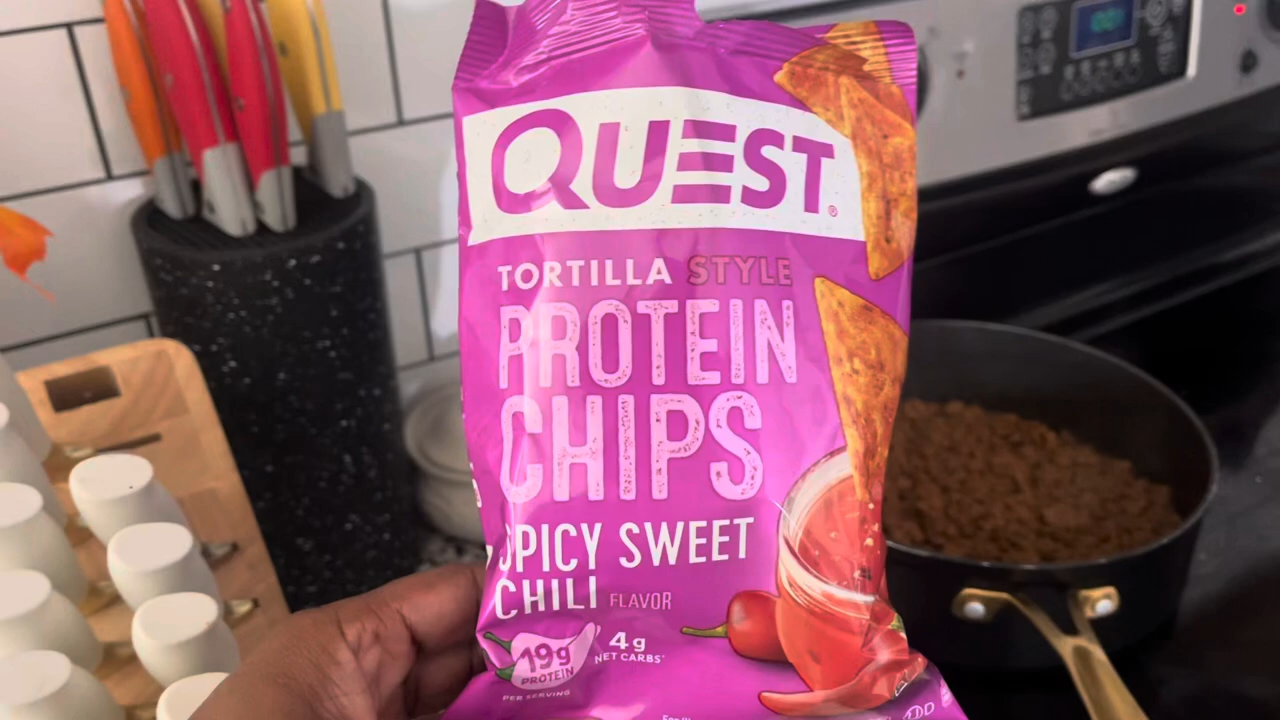 QUEST®
TORTILLA STYLE
PROTEIN
CHIPS
SPICY SWEET
CHILI FLAVOR
19g
PROTEIN
PER SERVING
4g
NET CARBS*